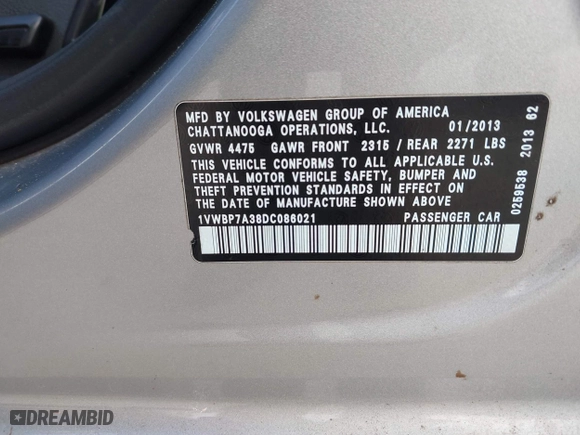 MFD BY VOLKSWAGEN GROUP OF AMERICA
CHATTANOOGA OPERATIONS, LLC. 01/2013
GVWR 4475 GAWR FRONT 2315 / REAR 2271 LBS
THIS VEHICLE CONFORMS TO ALL APPLICABLE U.S.
FEDERAL MOTOR VEHICLE SAFETY, BUMPER AND
THEFT PREVENTION STANDARDS IN EFFECT ON
THE DATE OF MANUFACTURE SHOWN ABOVE
1VWBP7A38DC086021 PASSENGER CAR
0259538 2013 62
DREAMBID